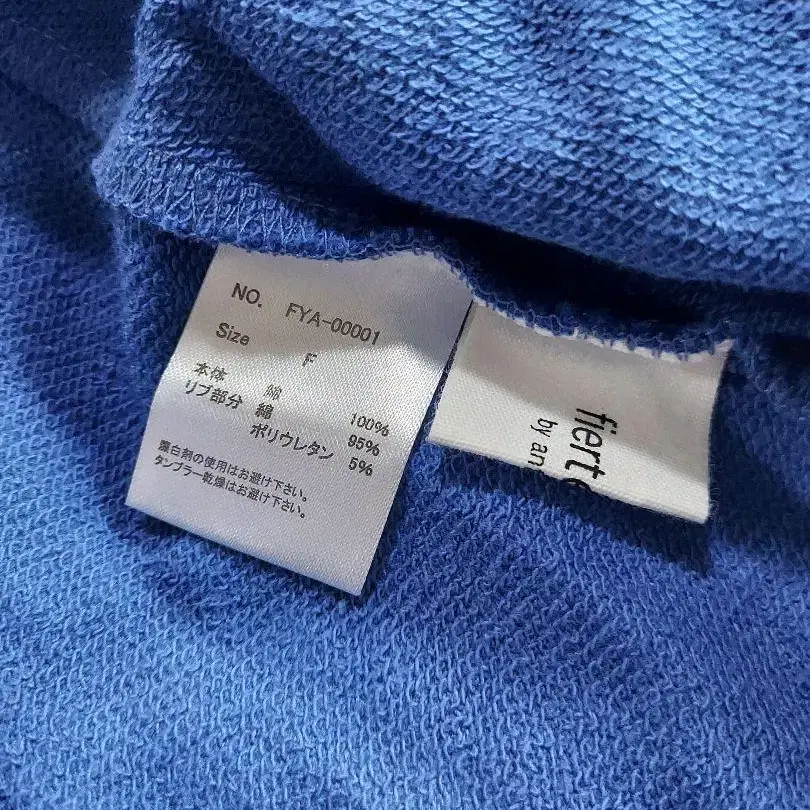 NO. FYA-00001
Size F
本体 綿 100%
リブ部分 綿 95%
ポリウレタン 5%
漂白剤の使用はお避け下さい。
タンブラー乾燥はお避け下さい。
fierte
by an